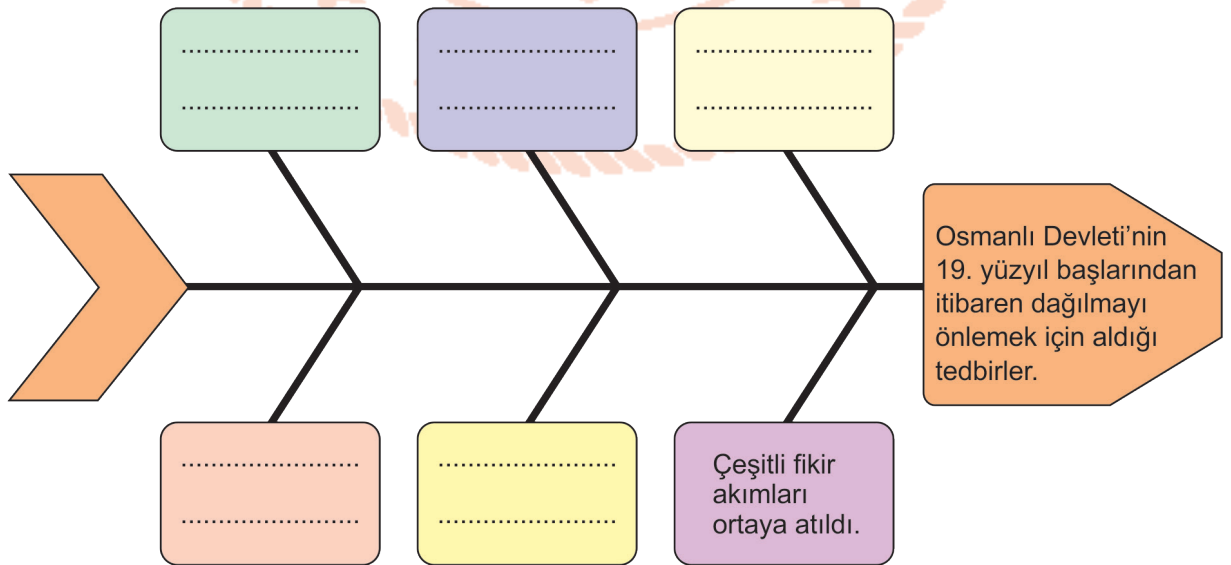 ........................
........................
........................
........................
........................
........................
Osmanlı Devleti’nin
19. yüzyıl başlarından
itibaren dağılmayı
önlemek için aldığı
tedbirler.
........................
........................
........................
........................
Çeşitli fikir
akımları
ortaya atıldı.